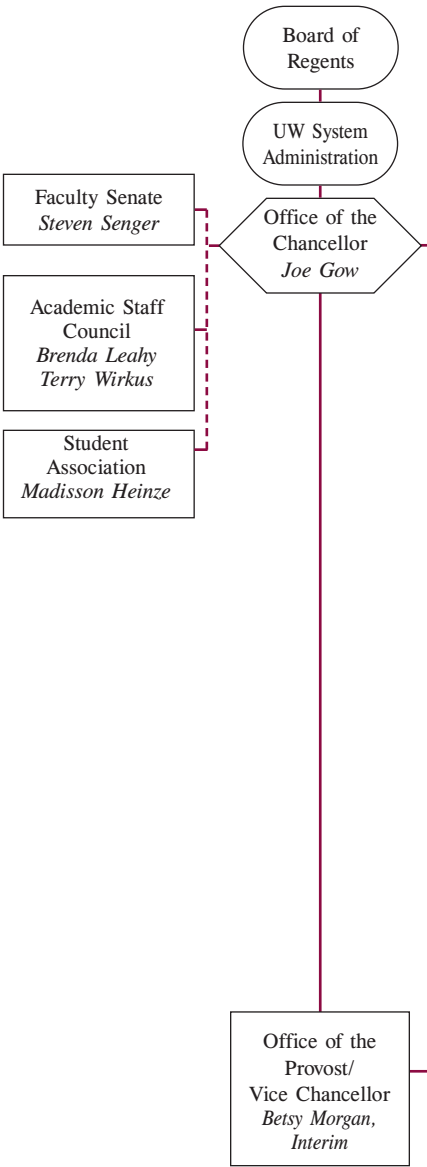 Board of
Regents
UW System
Administration
Office of the
Chancellor
Joe Gow
Faculty Senate
Steven Senger
Academic Staff
Council
Brenda Leahy
Terry Wirkus
Student
Association
Madisson Heinze
Office of the
Provost/
Vice Chancellor
Betsy Morgan,
Interim